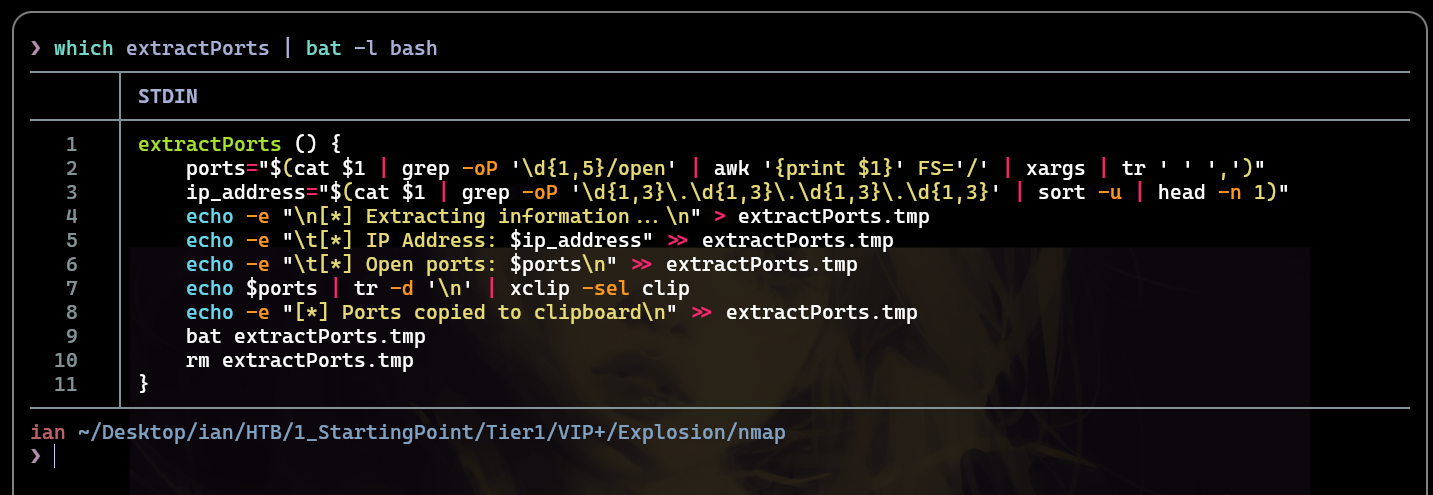 ❯ which extractPorts | bat -l bash
STDIN
1 extractPorts () {
2 ports="$(cat $1 | grep -oP '\d{1,5}/open' | awk '{print $1}' FS='/' | xargs | tr ' ' ',')"
3 ip_address="$(cat $1 | grep -oP '\d{1,3}\.\d{1,3}\.\d{1,3}\.\d{1,3}' | sort -u | head -n 1)"
4 echo -e "\n[*] Extracting information...\n" > extractPorts.tmp
5 echo -e "\t[*] IP Address: $ip_address" >> extractPorts.tmp
6 echo -e "\t[*] Open ports: $ports\n" >> extractPorts.tmp
7 echo $ports | tr -d '\n' | xclip -sel clip
8 echo -e "[*] Ports copied to clipboard\n" >> extractPorts.tmp
9 bat extractPorts.tmp
10 rm extractPorts.tmp
11 }
ian ~/Desktop/ian/HTB/1_StartingPoint/Tier1/VIP+/Explosion/nmap
❯